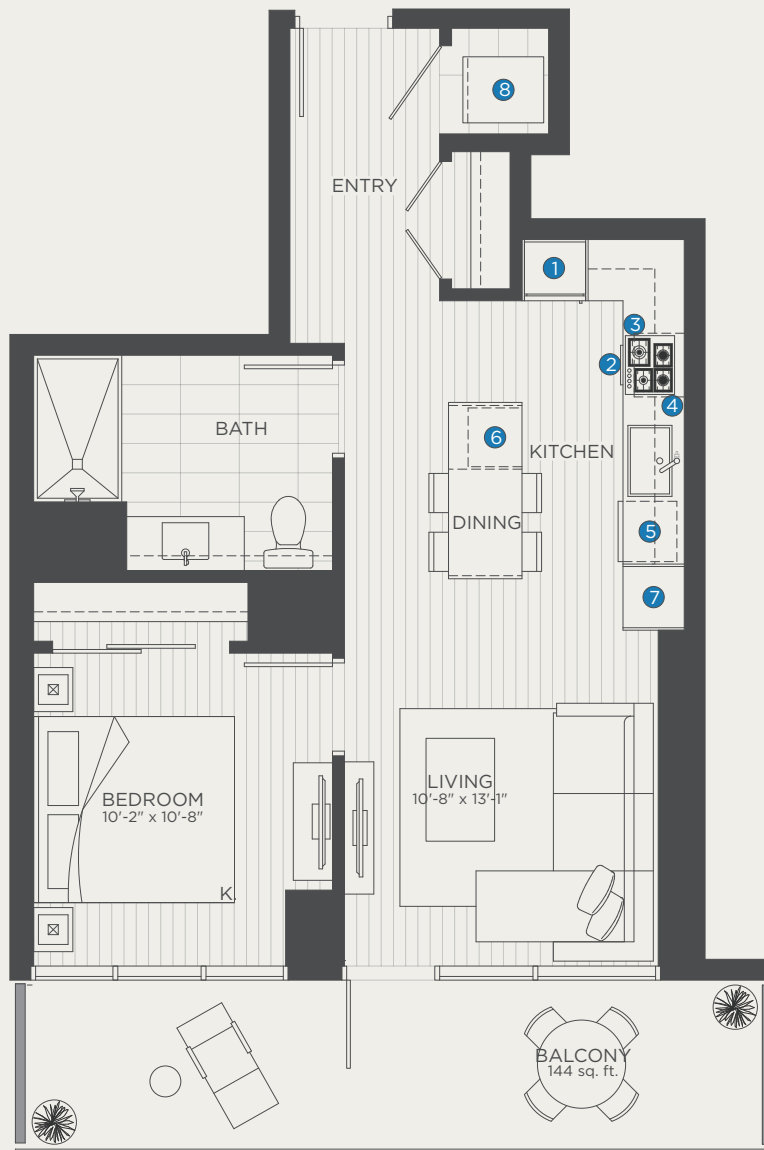 8
ENTRY
1
3
2
4
BATH
6
KITCHEN
DINING
5
7
LIVING
10'-8" x 13'-1"
BEDROOM
10'-2" x 10'-8"
K.
BALCONY
144 sq. ft.